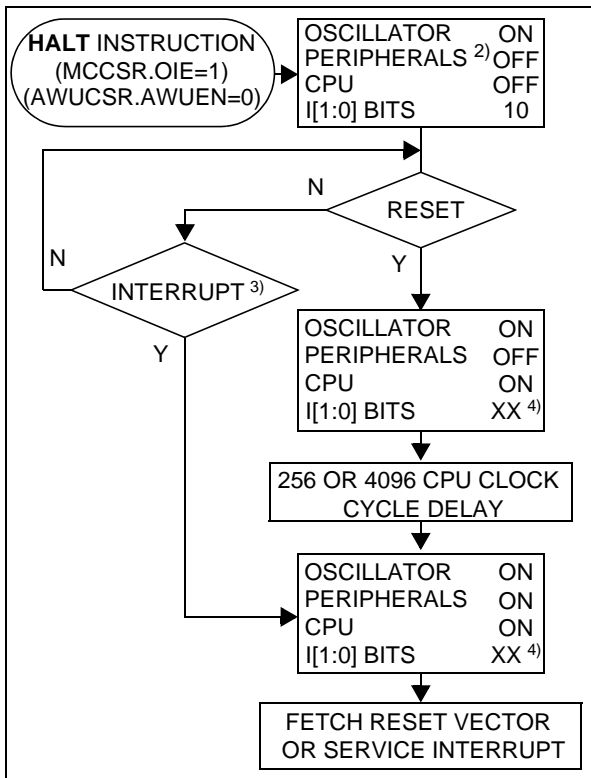 HALT INSTRUCTION
(MCCSR.OIE=1)
(AWUCSR.AWUEN=0)
OSCILLATOR ON
PERIPHERALS 2) OFF
CPU OFF
I[1:0] BITS 10
N
RESET
N
Y
INTERRUPT 3)
Y
OSCILLATOR ON
PERIPHERALS OFF
CPU ON
I[1:0] BITS XX 4)
256 OR 4096 CPU CLOCK
CYCLE DELAY
OSCILLATOR ON
PERIPHERALS ON
CPU ON
I[1:0] BITS XX 4)
FETCH RESET VECTOR
OR SERVICE INTERRUPT